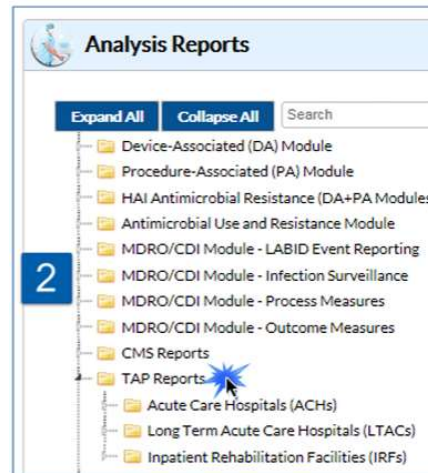 Analysis Reports
Expand All Collapse All Search
Device-Associated (DA) Module
Procedure-Associated (PA) Module
HAI Antimicrobial Resistance (DA+PA Modules
Antimicrobial Use and Resistance Module
MDRO/CDI Module - LABID Event Reporting
2
MDRO/CDI Module - Infection Surveillance
MDRO/CDI Module - Process Measures
MDRO/CDI Module - Outcome Measures
CMS Reports
TAP Reports
Acute Care Hospitals (ACHs)
Long Term Acute Care Hospitals (LTACs)
Inpatient Rehabilitation Facilities (IRFs)